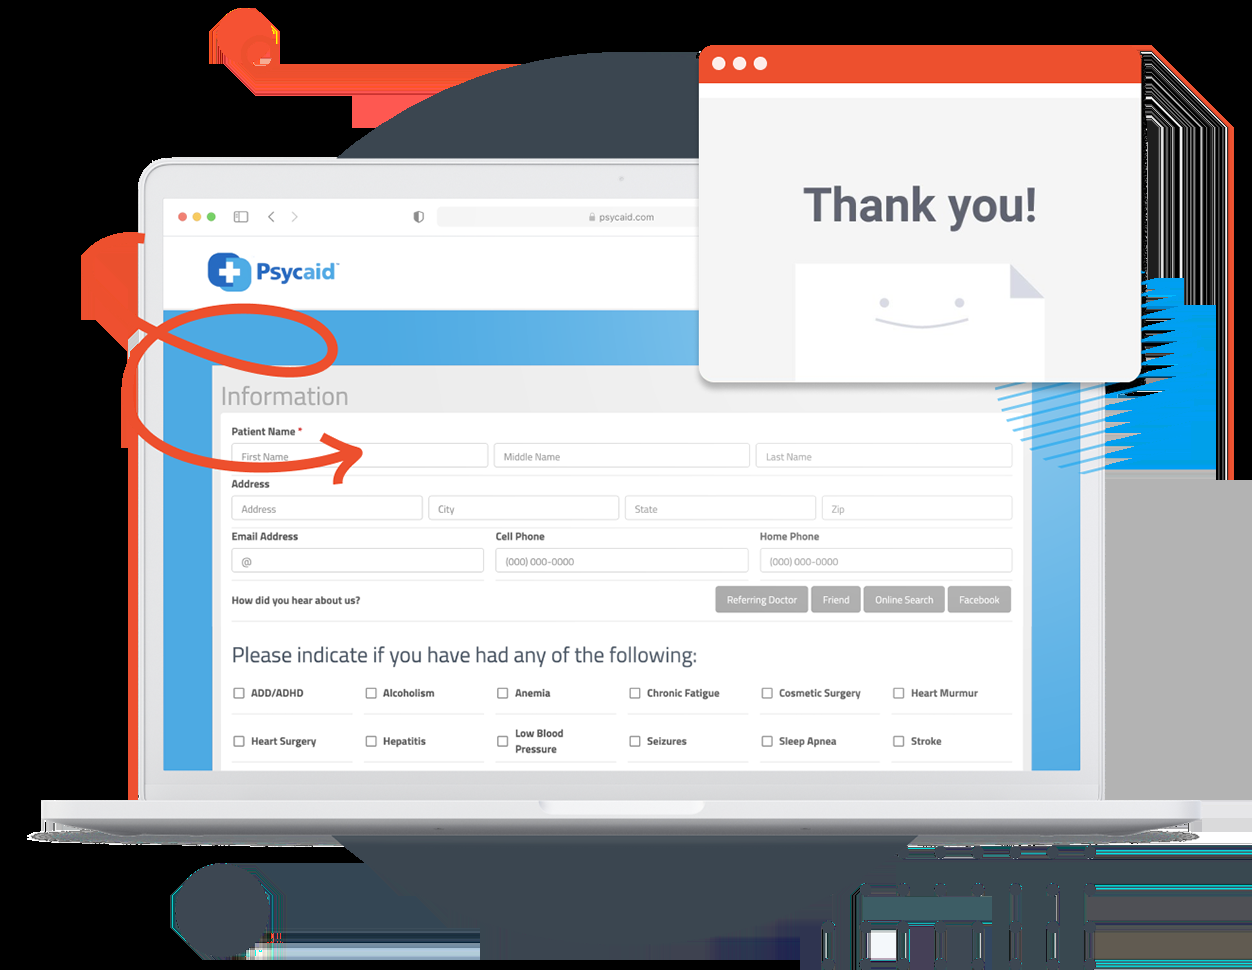 Thank you!
psycaid.com
Psycaid™
Information
Patient Name *
First Name Middle Name Last Name
Address
Address City State Zip
Email Address Cell Phone Home Phone
@ (000) 000-0000 (000) 000-0000
How did you hear about us? Referring Doctor Friend Online Search Facebook
Please indicate if you have had any of the following:
ADD/ADHD Alcoholism Anemia Chronic Fatigue Cosmetic Surgery Heart Murmur
Heart Surgery Hepatitis Low Blood Pressure Seizures Sleep Apnea Stroke